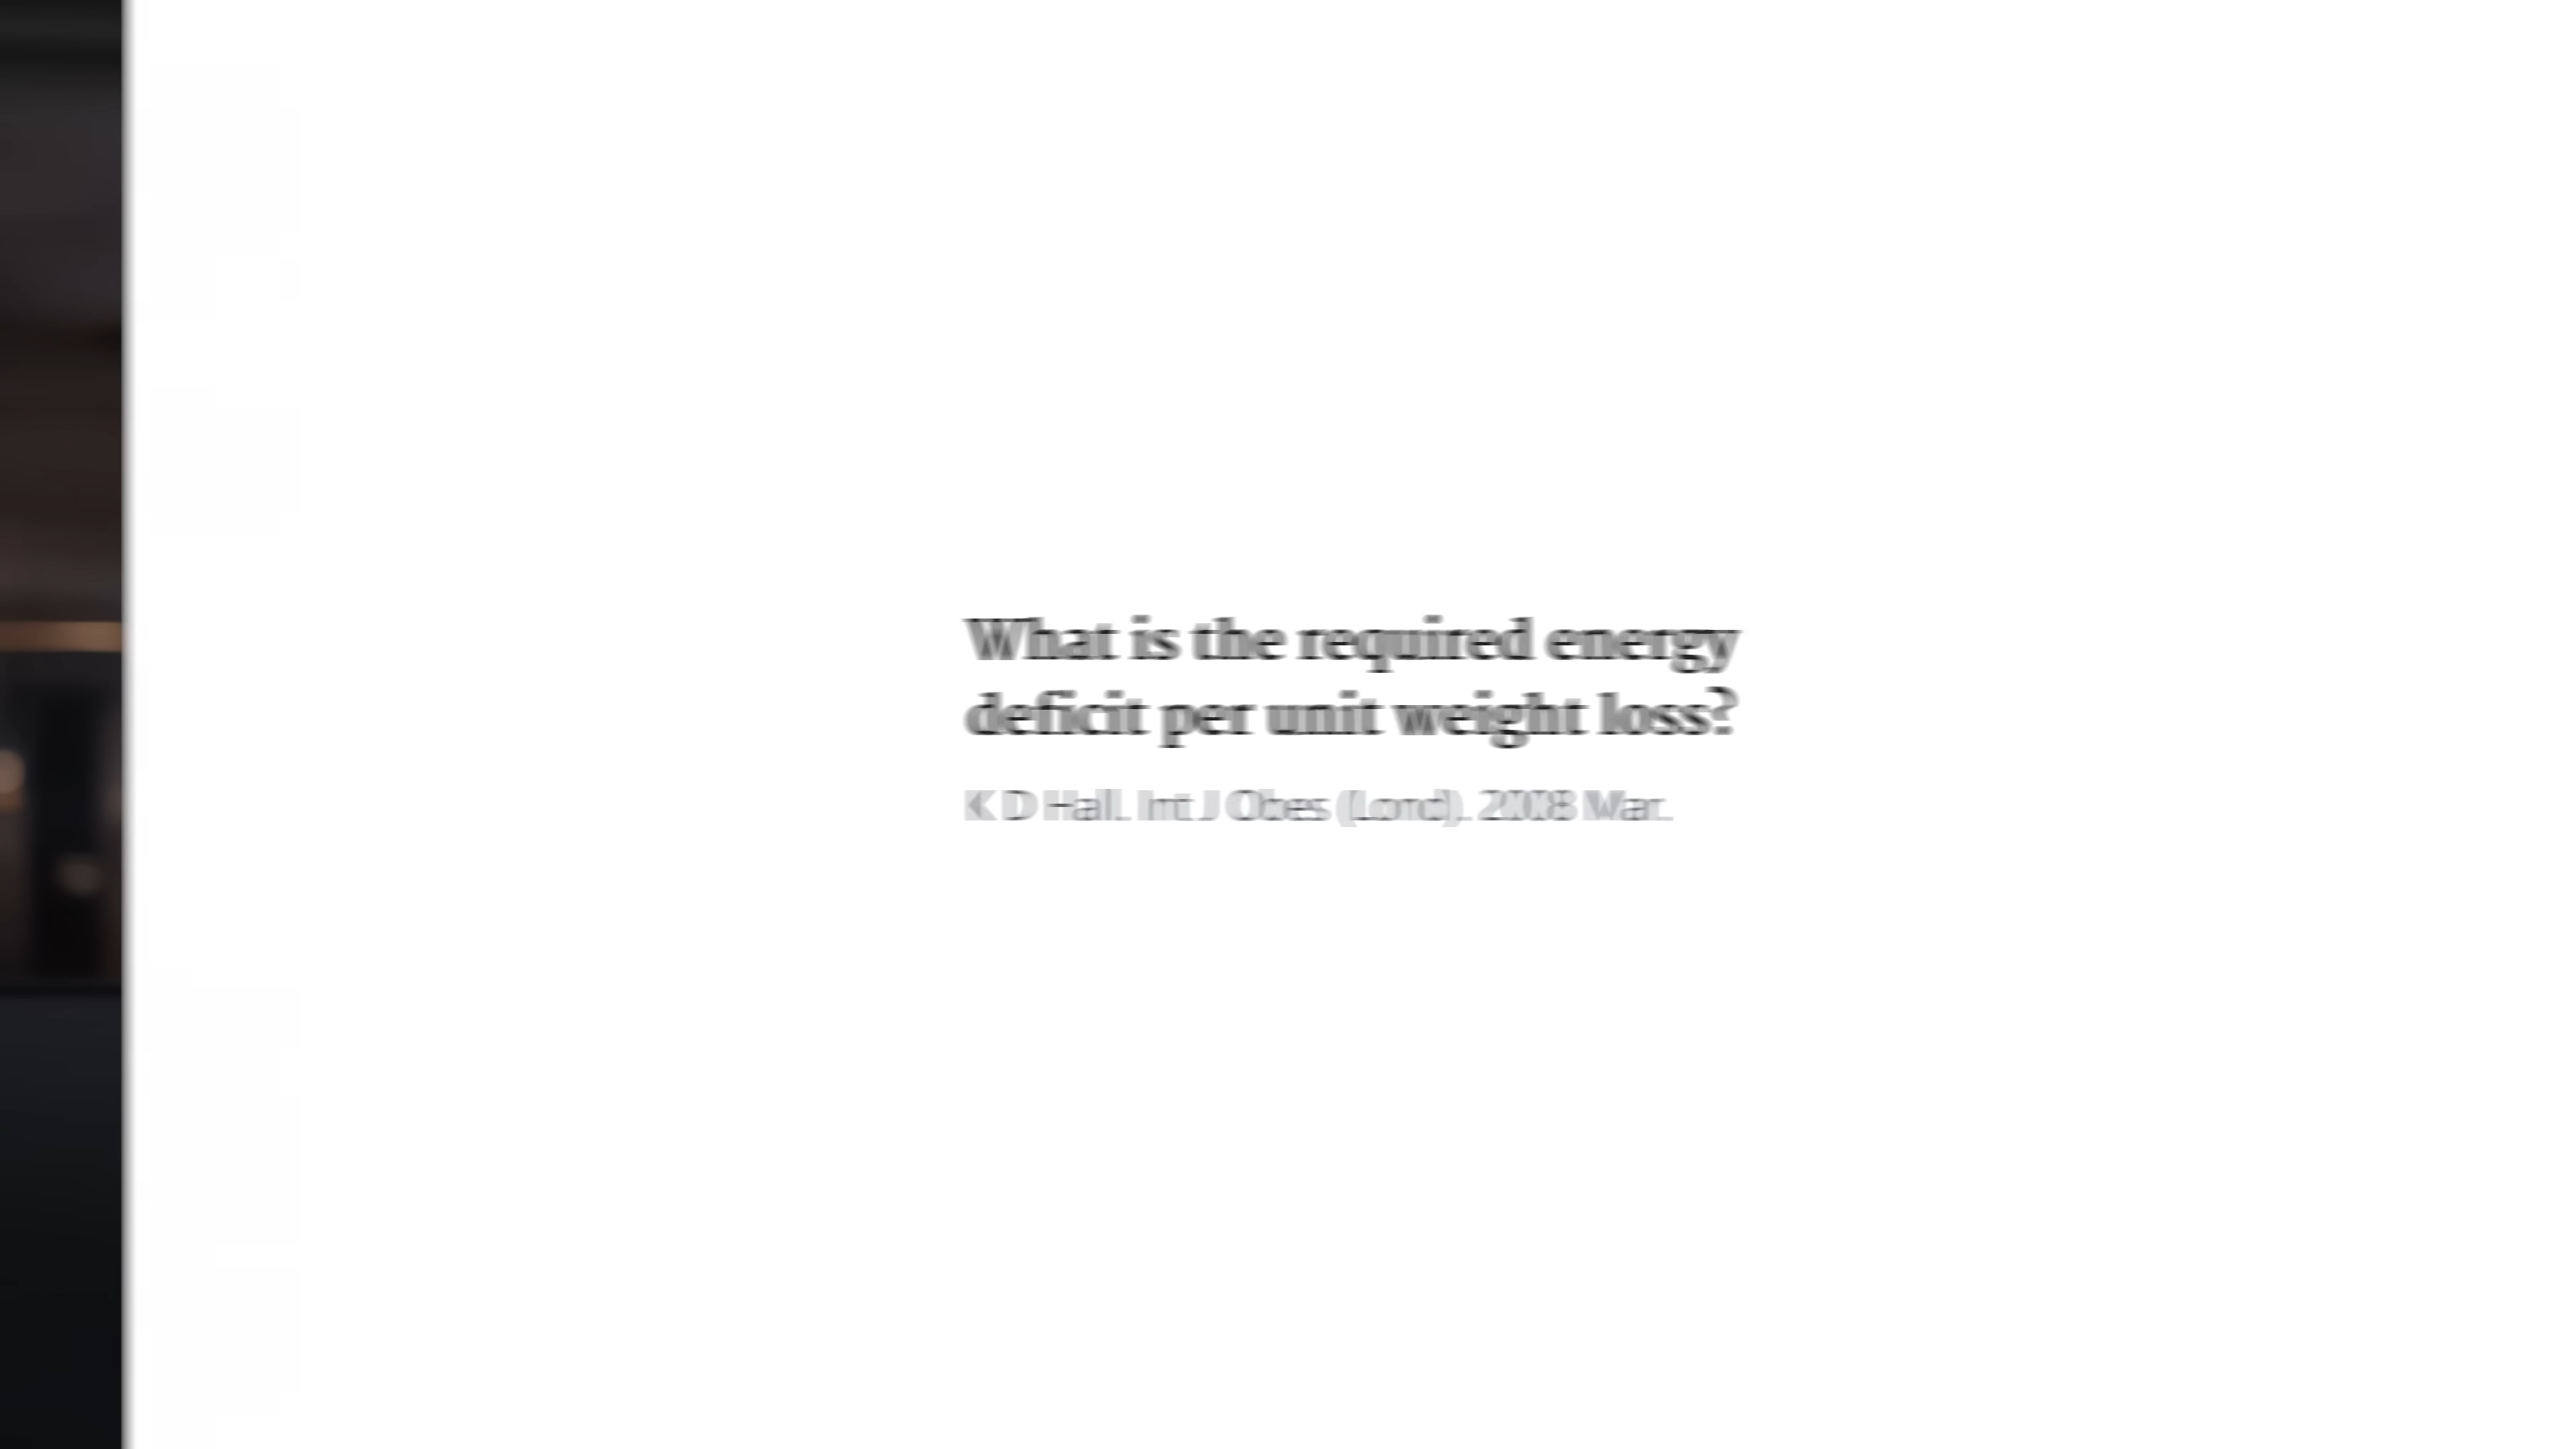 What is the required energy
deficit per unit weight loss?
K D Hall. Int J Obes (Lond). 2008 Mar.